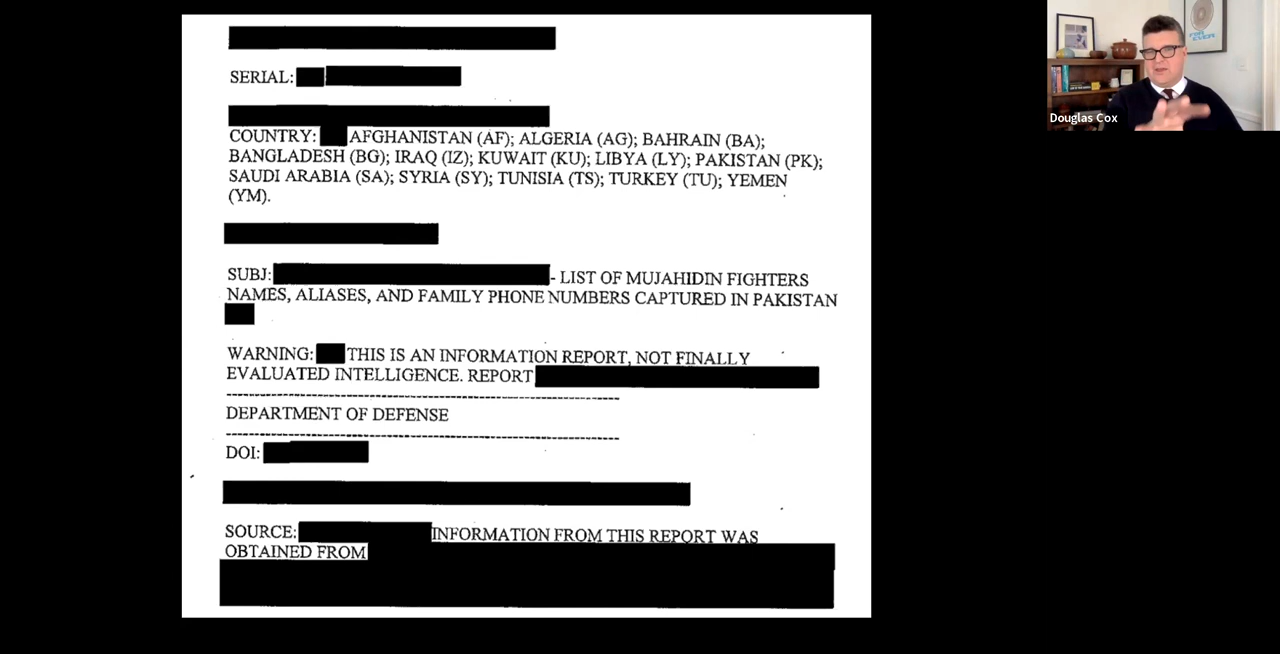 SERIAL:
COUNTRY: AFGHANISTAN (AF); ALGERIA (AG); BAHRAIN (BA);
BANGLADESH (BG); IRAQ (IZ); KUWAIT (KU); LIBYA (LY); PAKISTAN (PK);
SAUDI ARABIA (SA); SYRIA (SY); TUNISIA (TS); TURKEY (TU); YEMEN
(YM).
SUBJ: - LIST OF MUJAHIDIN FIGHTERS
NAMES, ALIASES, AND FAMILY PHONE NUMBERS CAPTURED IN PAKISTAN
WARNING: THIS IS AN INFORMATION REPORT, NOT FINALLY
EVALUATED INTELLIGENCE. REPORT
DEPARTMENT OF DEFENSE
DOI:
SOURCE: INFORMATION FROM THIS REPORT WAS
OBTAINED FROM
FOR
EVER
Douglas Cox